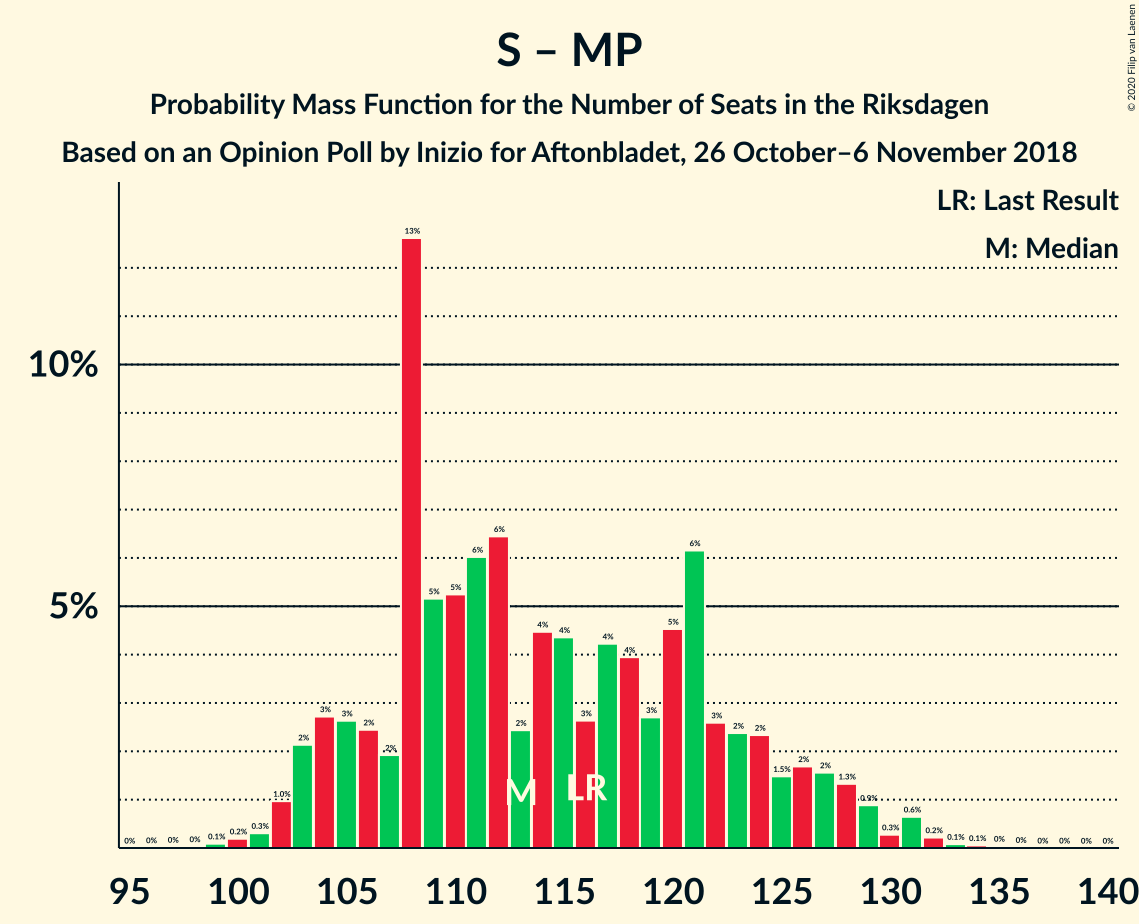 © 2020 Filip van Laenen
S – MP
Probability Mass Function for the Number of Seats in the Riksdagen
Based on an Opinion Poll by Inizio for Aftonbladet, 26 October–6 November 2018
LR: Last Result
M: Median
10%
5%
0% 0% 0% 0% 0.1% 0.2% 0.3% 1.0% 2% 3% 3% 2% 2% 13% 5% 5% 6% 6% 2% 4% 4% 3% 4% 4% 3% 5% 6% 3% 2% 2% 1.5% 2% 2% 1.3% 0.9% 0.3% 0.6% 0.2% 0.1% 0.1% 0% 0% 0% 0% 0% 0%
M LR
95 100 105 110 115 120 125 130 135 140